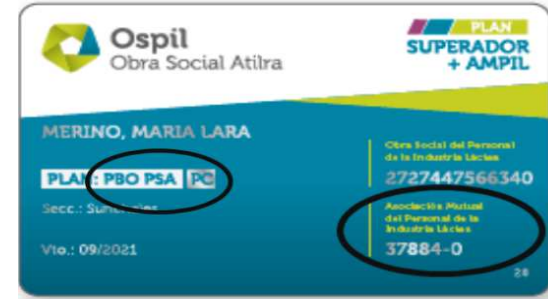 Ospil
Obra Social Atilra
PLAN
SUPERADOR
+ AMPIL
MERINO, MARIA LARA
PLAN: PBO PSA PC
Secc.:
Vto.: 09/2021
Obra Social del Personal
de la Industria Láctea
2727447566340
Asociación Mutual
del Personal de la
Industria Láctea
37884-0
28